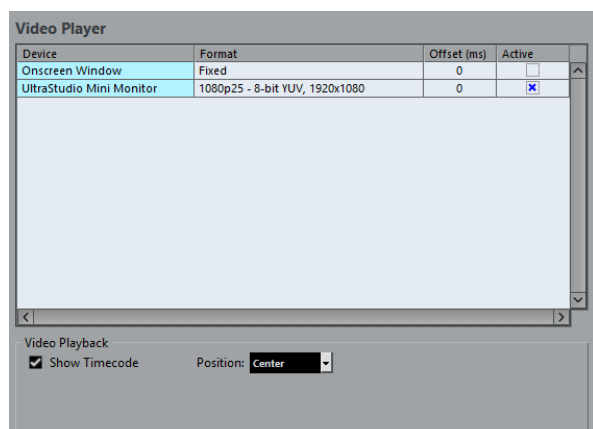 Video Player
Device Format Offset (ms) Active
Onscreen Window Fixed 0
UltraStudio Mini Monitor 1080p25 - 8-bit YUV, 1920x1080 0
Video Playback
Show Timecode Position: Center